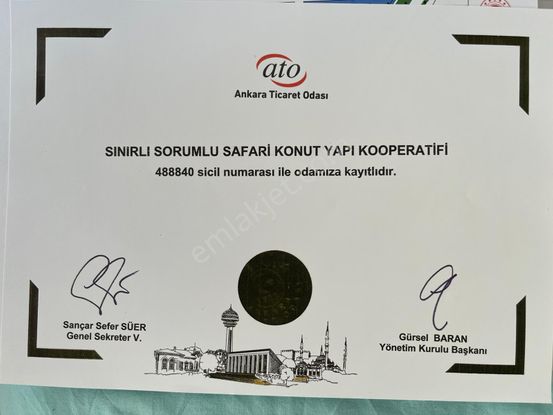 ato
Ankara Ticaret Odası
SINIRLI SORUMLU SAFARİ KONUT YAPI KOOPERATİFİ
488840 sicil numarası ile odamıza kayıtlıdır.
emlakjet
Sançar Sefer SÜER
Genel Sekreter V.
Gürsel BARAN
Yönetim Kurulu Başkanı